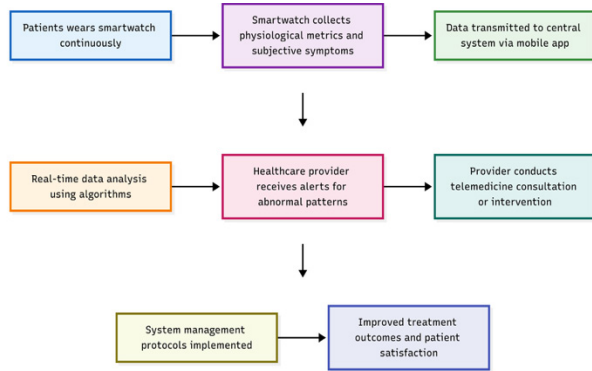 Patients wears smartwatch
continuously
Smartwatch collects
physiological metrics and
subjective symptoms
Data transmitted to central
system via mobile app
Real-time data analysis
using algorithms
Healthcare provider
receives alerts for
abnormal patterns
Provider conducts
telemedicine consultation
or intervention
System management
protocols implemented
Improved treatment
outcomes and patient
satisfaction